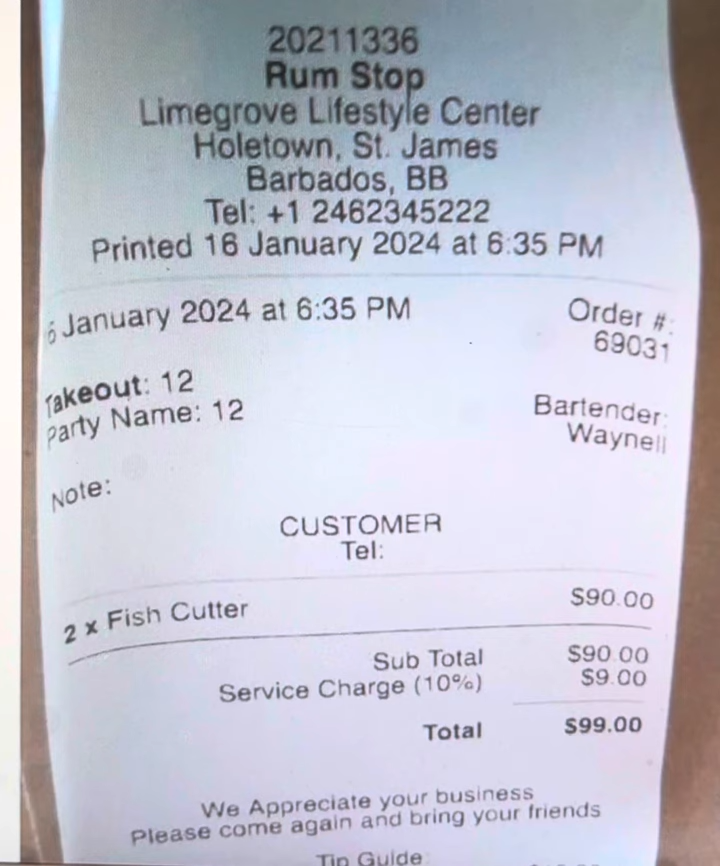 20211336
Rum Stop
Limegrove Lifestyle Center
Holetown, St. James
Barbados, BB
Tel: +1 2462345222
Printed 16 January 2024 at 6:35 PM
6 January 2024 at 6:35 PM
Order #:
69031
Takeout: 12
Party Name: 12
Bartender:
Waynell
Note:
CUSTOMER
Tel:
2 x Fish Cutter $90.00
Sub Total $90.00
Service Charge (10%) $9.00
Total $99.00
We Appreciate your business
Please come again and bring your friends
Tip Guide